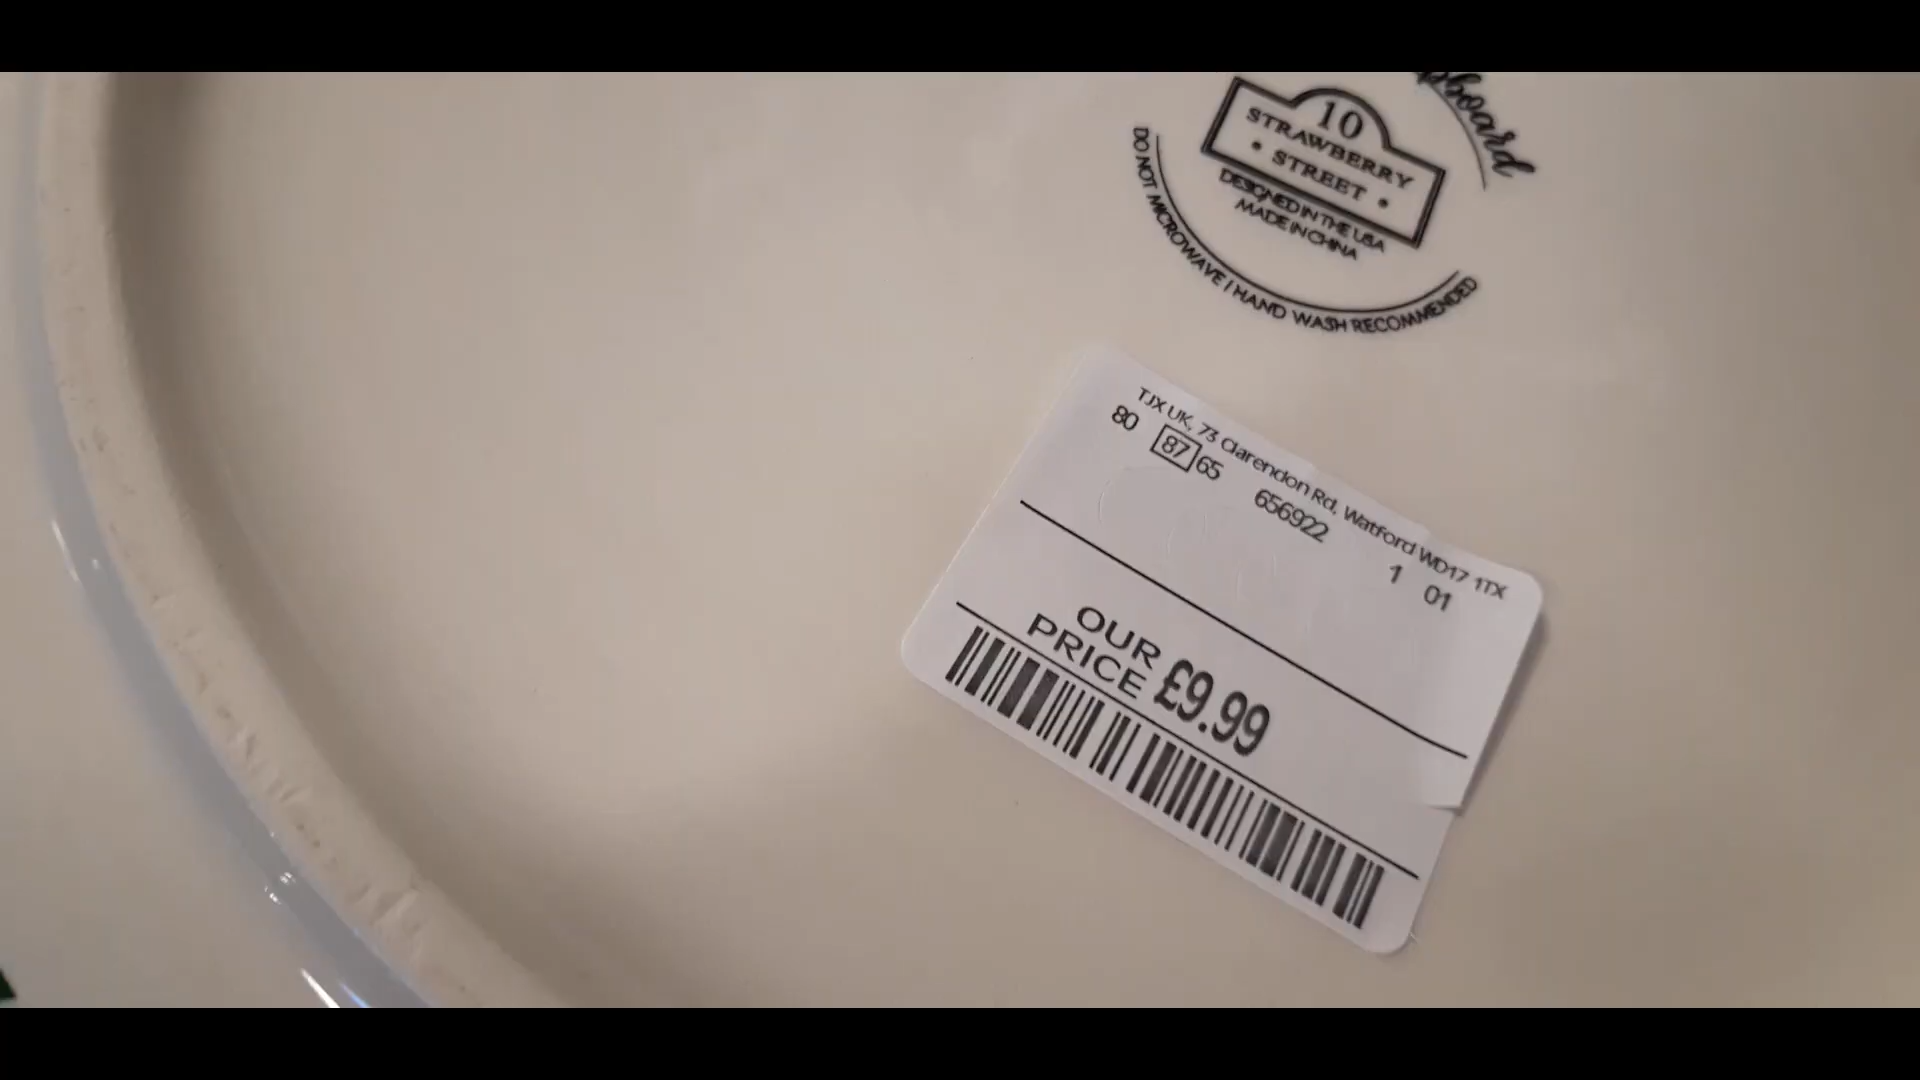 10
STRAWBERRY
• STREET •
DESIGNED IN THE USA
MADE IN CHINA
DO NOT MICROWAVE / HAND WASH RECOMMENDED
TJX UK, 73 Clarendon Rd, Watford WD17 1TX
80 87 65 656922 1 01
OUR
PRICE £9.99